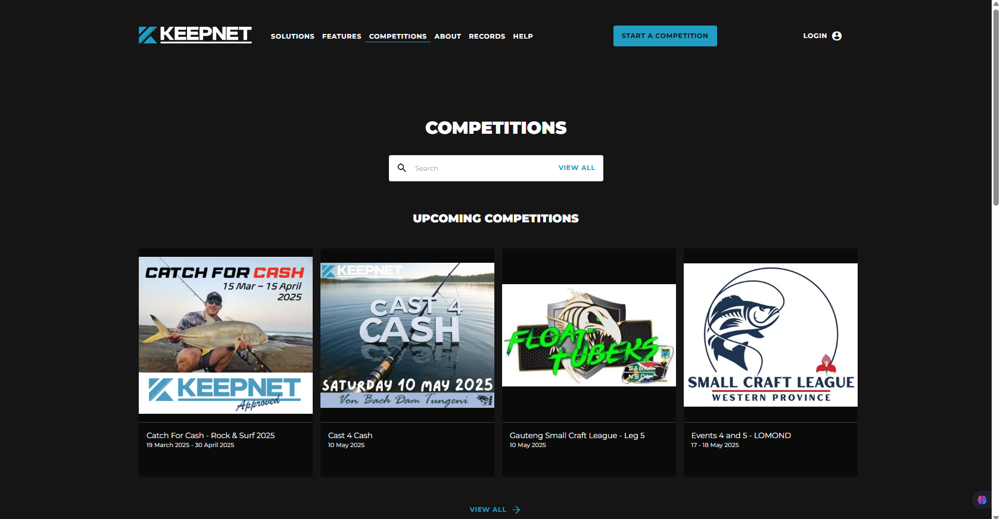 KEEPNET
SOLUTIONS
FEATURES
COMPETITIONS
ABOUT
RECORDS
HELP
START A COMPETITION
LOGIN
COMPETITIONS
Search
VIEW ALL
UPCOMING COMPETITIONS
CATCH FOR CASH
15 Mar – 15 April
2025
KEEPNET
Approved
Catch For Cash - Rock & Surf 2025
19 March 2025 - 30 April 2025
KEEPNET
CAST 4
CASH
SATURDAY 10 MAY 2025
Von Bach Dam Tungeni
Cast 4 Cash
10 May 2025
FLOAT
TUBERS
SABAA
NSCL
Gauteng Small Craft League - Leg 5
10 May 2025
SMALL CRAFT LEAGUE
WESTERN PROVINCE
Events 4 and 5 - LOMOND
17 - 18 May 2025
VIEW ALL